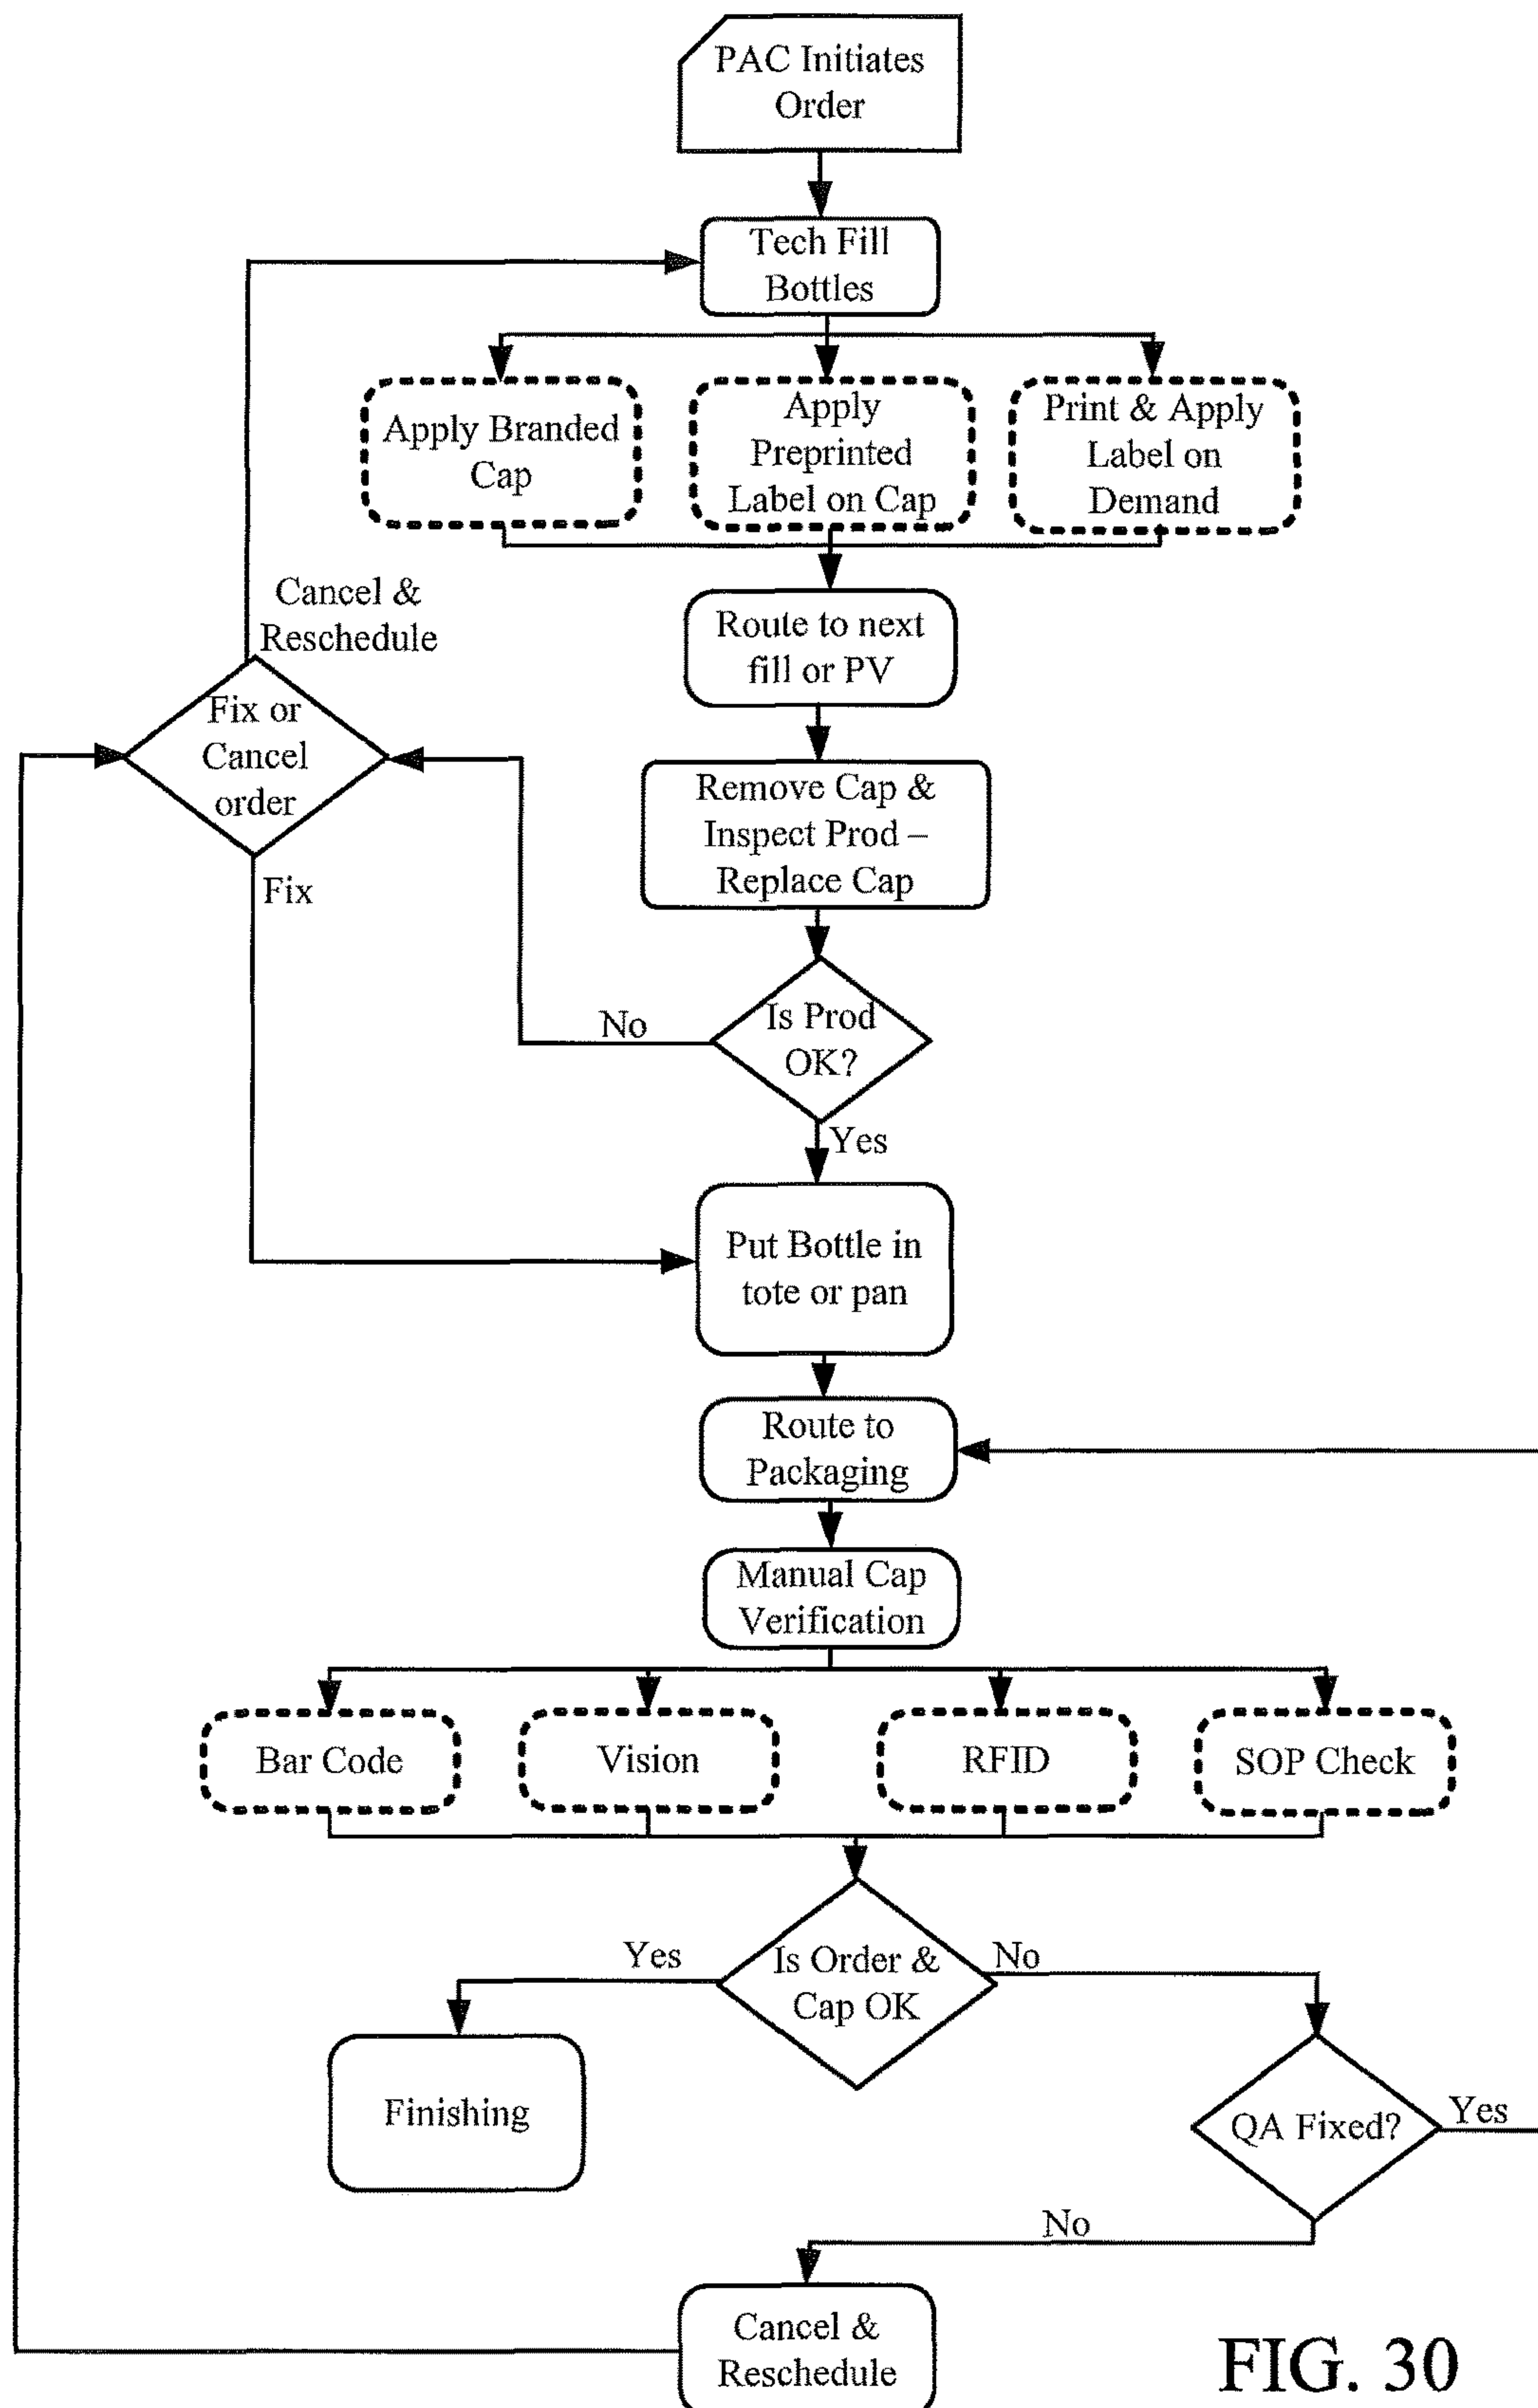 PAC Initiates
Order
Tech Fill
Bottles
Apply Branded
Cap
Apply
Preprinted
Label on Cap
Print & Apply
Label on
Demand
Cancel &
Reschedule
Route to next
fill or PV
Fix or
Cancel
order
Remove Cap &
Inspect Prod –
Replace Cap
Fix
No
Is Prod
OK?
Yes
Put Bottle in
tote or pan
Route to
Packaging
Manual Cap
Verification
Bar Code
Vision
RFID
SOP Check
Yes
Is Order &
Cap OK
No
Finishing
QA Fixed?
Yes
No
Cancel &
Reschedule
FIG. 30